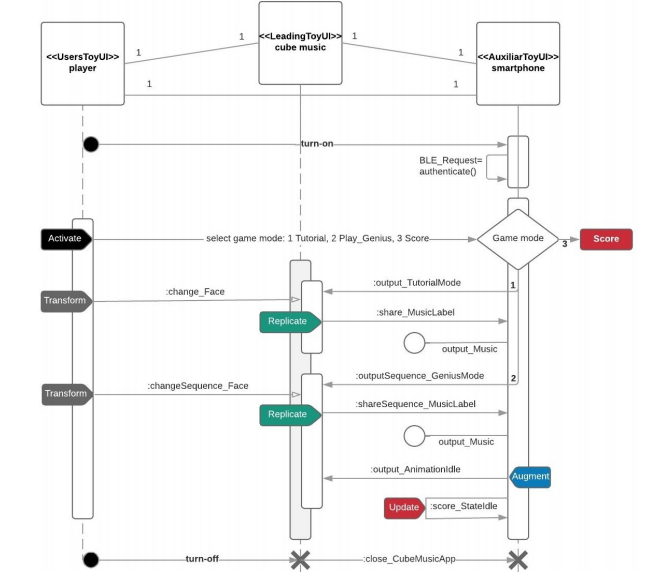 <<LeadingToyUI>>
cube music
<<UsersToyUI>>
player
<<AuxiliarToyUI>>
smartphone
1
1
1
1
1
1
turn-on
BLE_Request=
authenticate()
Activate
select game mode: 1 Tutorial, 2 Play_Genius, 3 Score
Game mode
3
Score
:output_TutorialMode
1
Transform
:change_Face
Replicate
:share_MusicLabel
output_Music
:outputSequence_GeniusMode
2
Transform
:changeSequence_Face
Replicate
:shareSequence_MusicLabel
output_Music
:output_AnimationIdle
Augment
Update
:score_StateIdle
turn-off
:close_CubeMusicApp